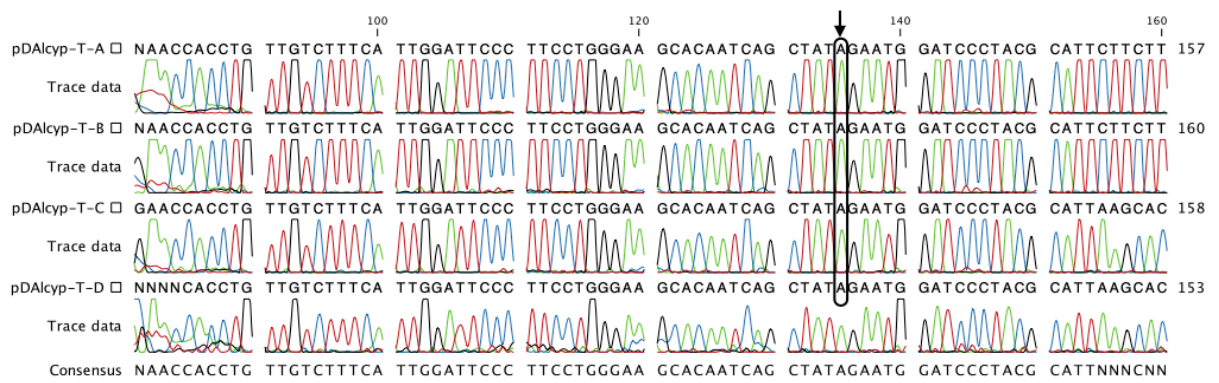 100 120 140 160
pDAlcyp-T-A NAACCACCTG TTGTCTTTCA TTGGATTCCC TTCCTGGGAA GCACAATCAG CTATAGAATG GATCCCTACG CATTCTTCTT 157
Trace data
pDAlcyp-T-B NAACCACCTG TTGTCTTTCA TTGGATTCCC TTCCTGGGAA GCACAATCAG CTATAGAATG GATCCCTACG CATTCTTCTT 160
Trace data
pDAlcyp-T-C GAACCACCTG TTGTCTTTCA TTGGATTCCC TTCCTGGGAA GCACAATCAG CTATAGAATG GATCCCTACG CATTAAGCAC 158
Trace data
pDAlcyp-T-D NNNNCACCTG TTGTCTTTCA TTGGATTCCC TTCCTGGGAA GCACAATCAG CTATAGAATG GATCCCTACG CATTAAGCAC 153
Trace data
Consensus NAACCACCTG TTGTCTTTCA TTGGATTCCC TTCCTGGGAA GCACAATCAG CTATAGAATG GATCCCTACG CATTNNNCNN